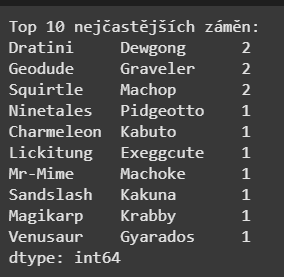 Top 10 nejčastějších záměn:
Dratini Dewgong 2
Geodude Graveler 2
Squirtle Machop 2
Ninetales Pidgeotto 1
Charmeleon Kabuto 1
Lickitung Exeggcute 1
Mr-Mime Machoke 1
Sandslash Kakuna 1
Magikarp Krabby 1
Venusaur Gyarados 1
dtype: int64